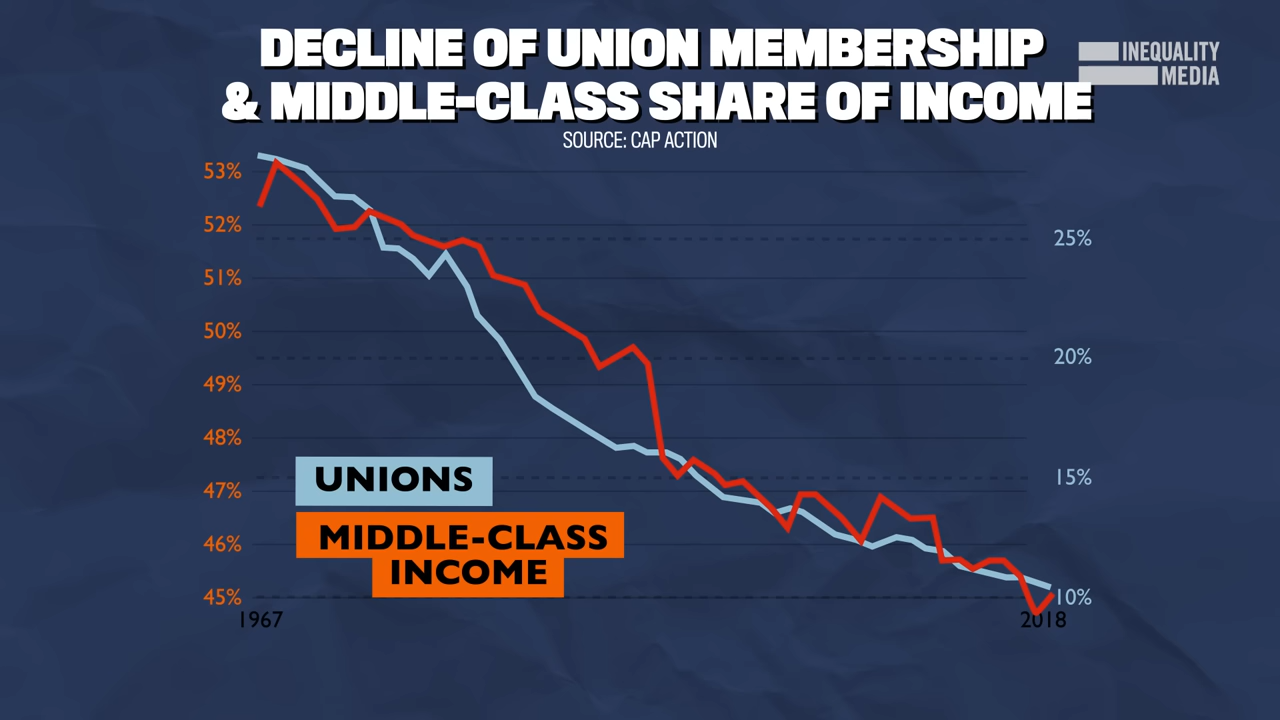 DECLINE OF UNION MEMBERSHIP
& MIDDLE-CLASS SHARE OF INCOME
INEQUALITY
MEDIA
SOURCE: CAP ACTION
53%
52%
51%
50%
49%
48%
47%
46%
45%
25%
20%
15%
10%
UNIONS
MIDDLE-CLASS
INCOME
1967
2018